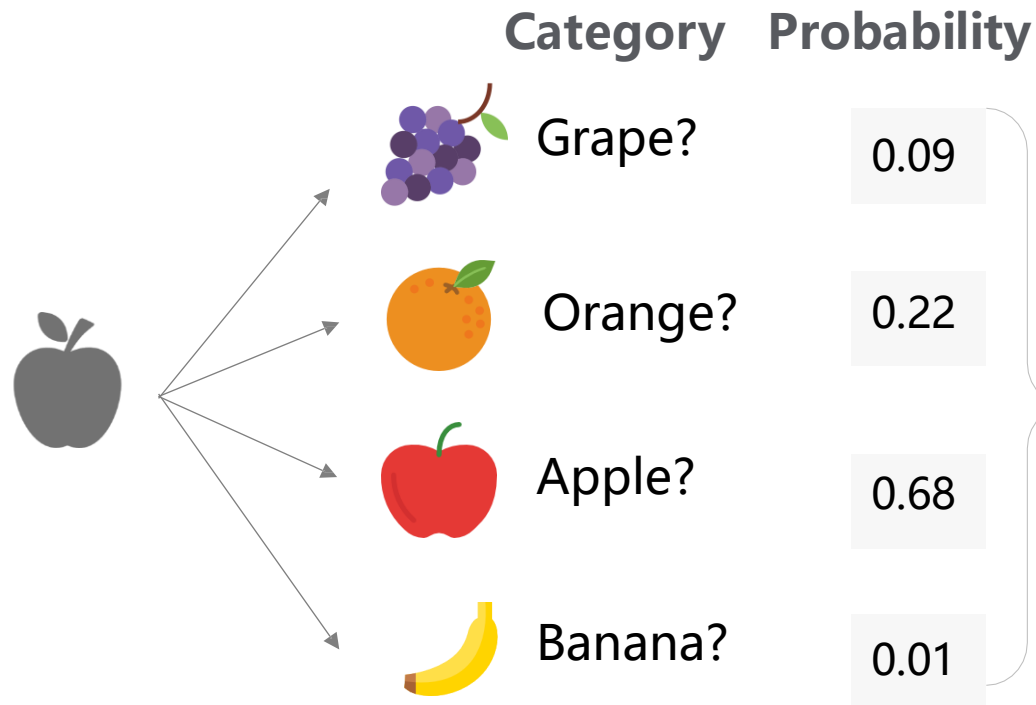 Category Probability
Grape? 0.09
Orange? 0.22
Apple? 0.68
Banana? 0.01